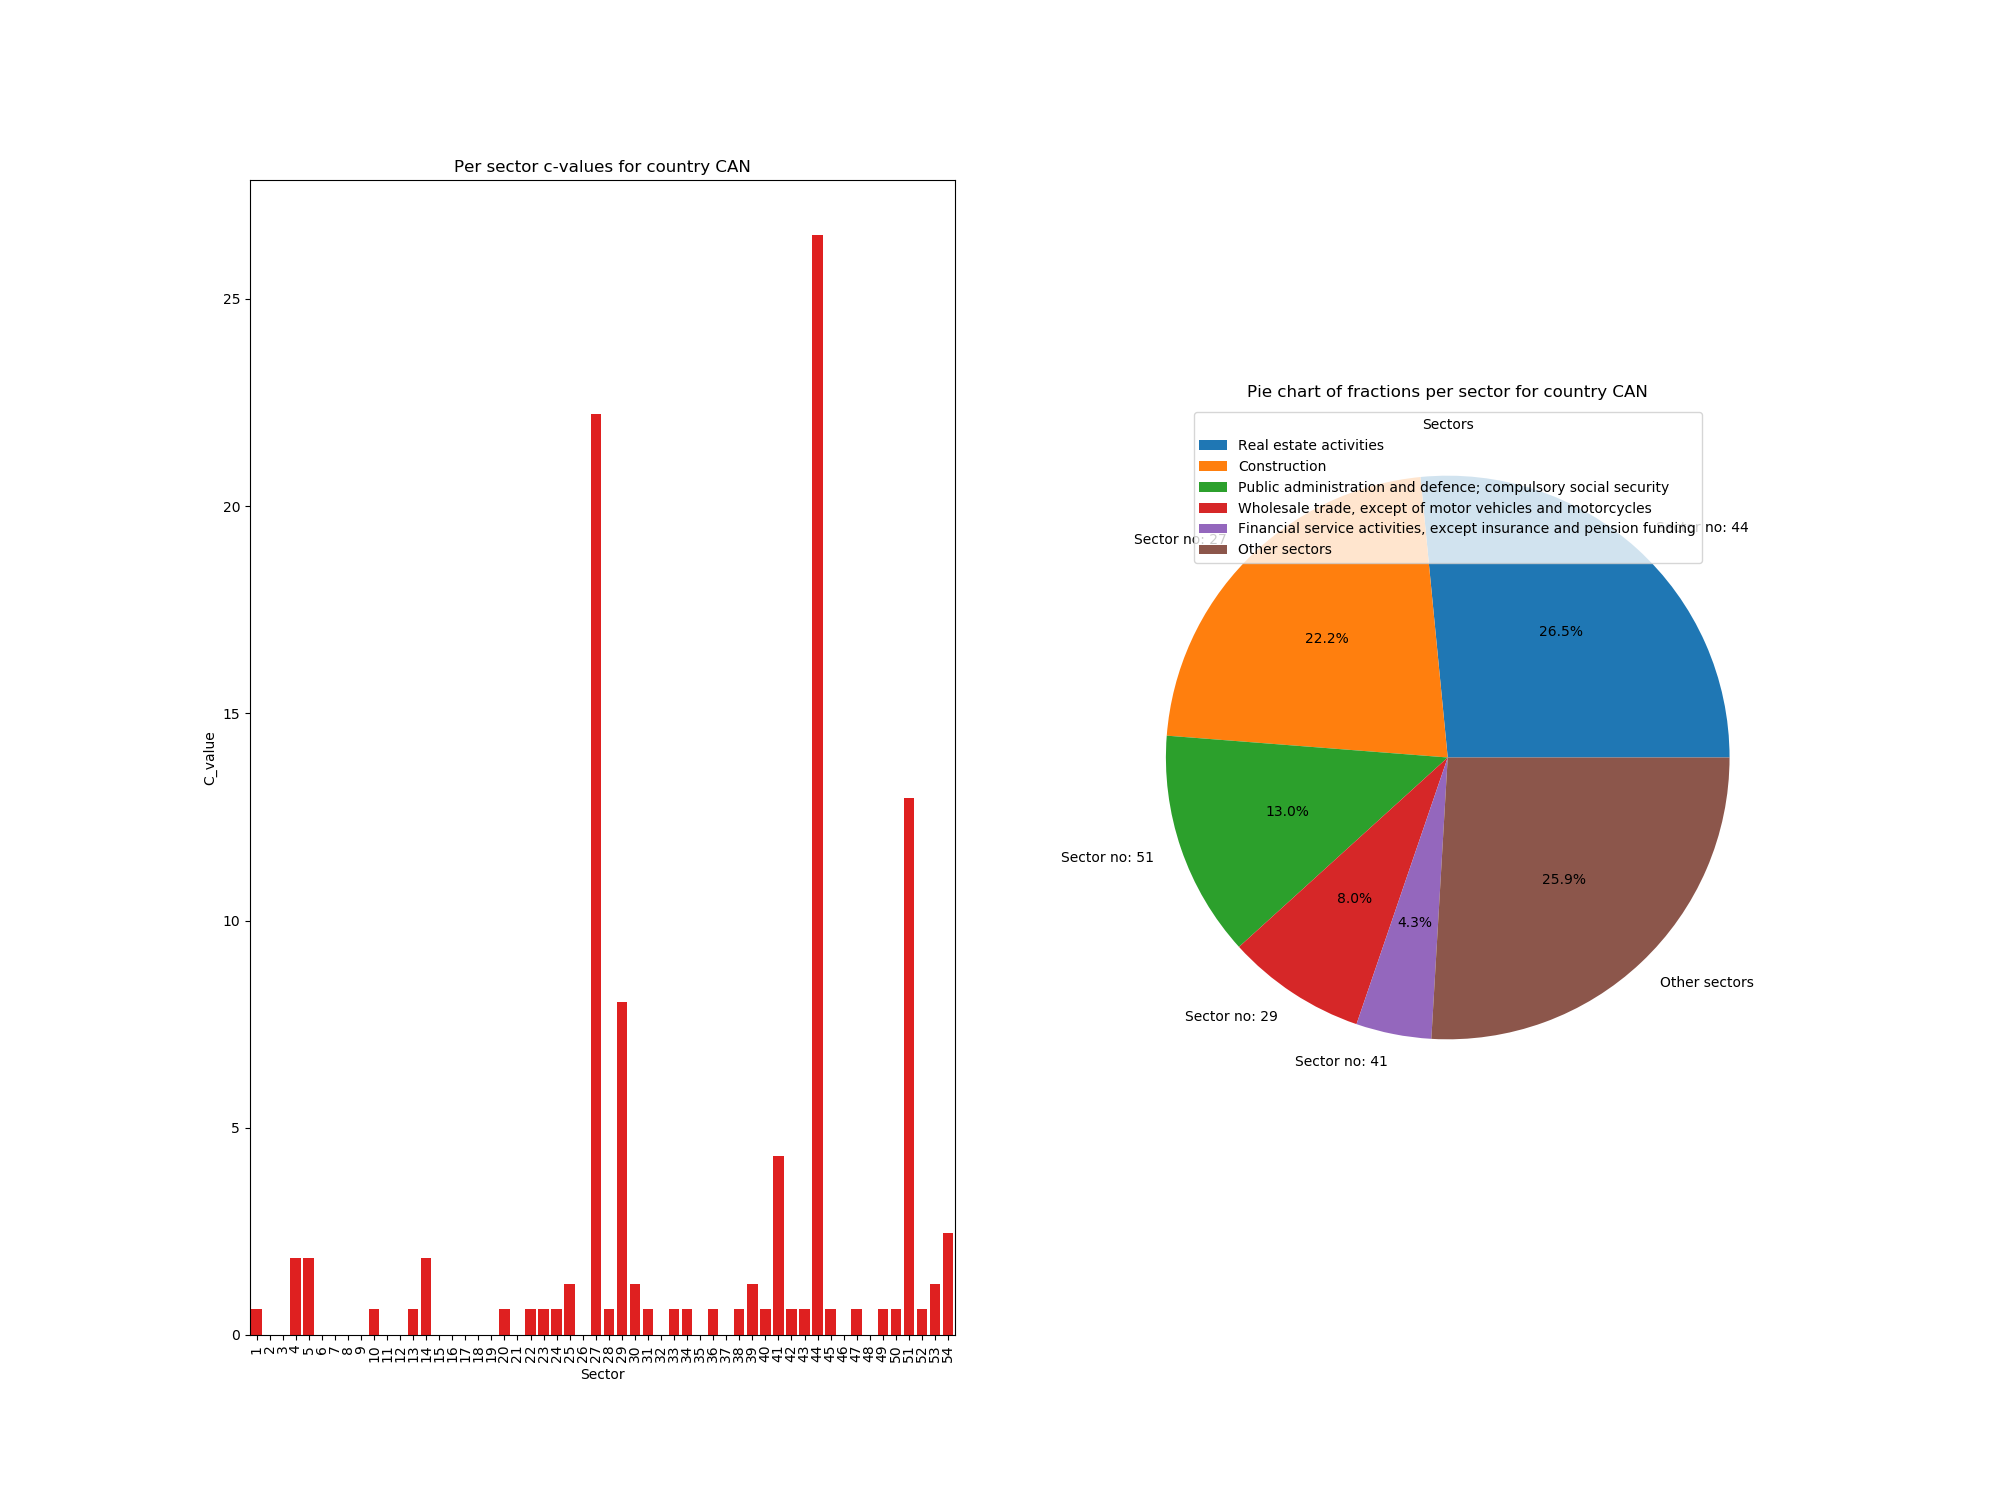 Per sector c-values for country CAN
25
20
15
10
5
0
C_value
1 2 3 4 5 6 7 8 9 10 11 12 13 14 15 16 17 18 19 20 21 22 23 24 25 26 27 28 29 30 31 32 33 34 35 36 37 38 39 40 41 42 43 44 45 46 47 48 49 50 51 52 53 54
Sector
Pie chart of fractions per sector for country CAN
Sectors
Real estate activities
Construction
Public administration and defence; compulsory social security
Wholesale trade, except of motor vehicles and motorcycles
Financial service activities, except insurance and pension funding
Other sectors
Sector no: 44
Sector no: 27
26.5%
22.2%
13.0%
Sector no: 51
8.0%
4.3%
25.9%
Other sectors
Sector no: 29
Sector no: 41